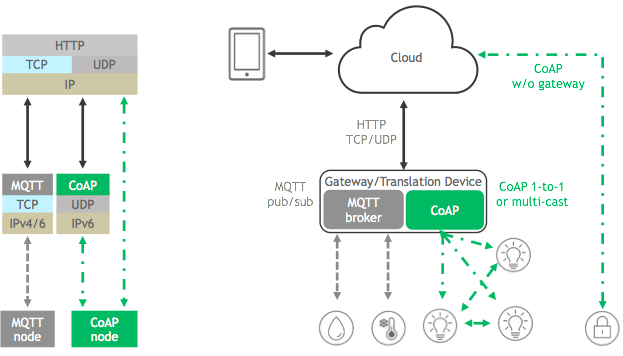 HTTP
TCP UDP
IP
MQTT CoAP
TCP UDP
IPv4/6 IPv6
MQTT
node
CoAP
node
Cloud
CoAP
w/o gateway
HTTP
TCP/UDP
MQTT
pub/sub
Gateway/Translation Device
MQTT
broker
CoAP
CoAP 1-to-1
or multi-cast